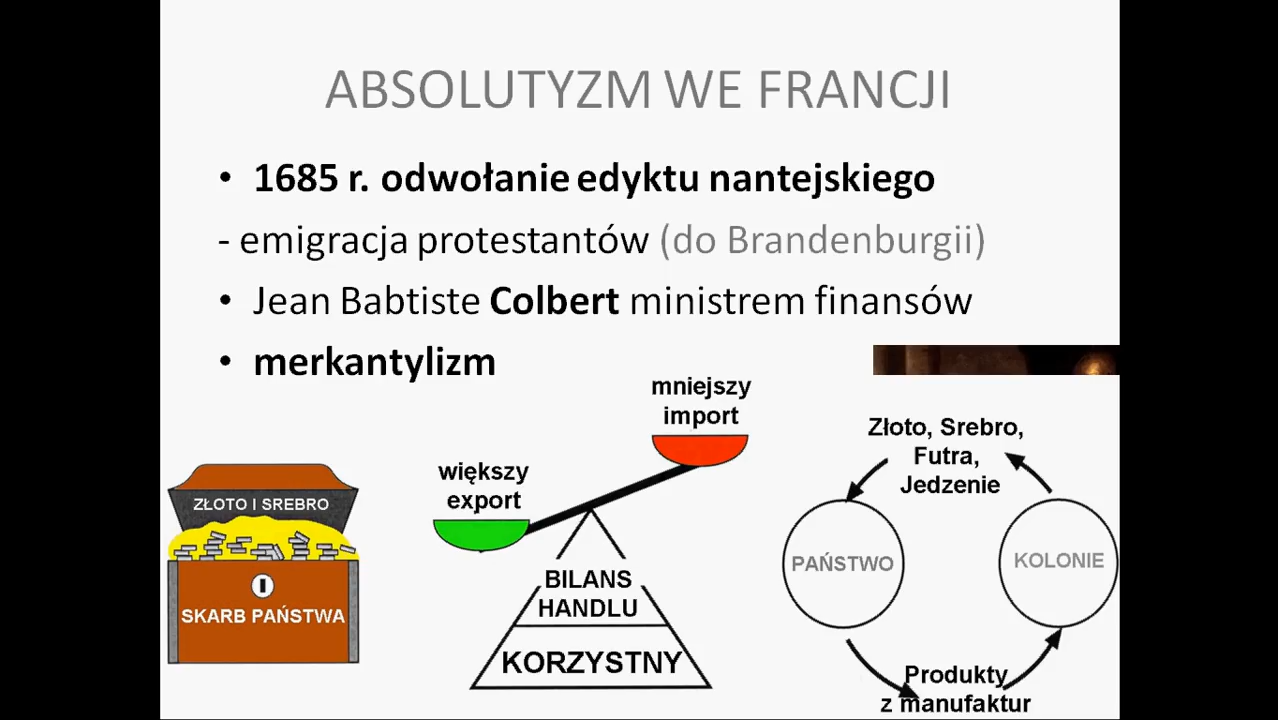 ABSOLUTYZM WE FRANCJI
• 1685 r. odwołanie edyktu nantejskiego
- emigracja protestantów (do Brandenburgii)
• Jean Babtiste Colbert ministrem finansów
• merkantylizm
ZŁOTO I SREBRO
SKARB PAŃSTWA
większy
export
mniejszy
import
BILANS
HANDLU
KORZYSTNY
Złoto, Srebro,
Futra,
Jedzenie
PAŃSTWO
KOLONIE
Produkty
z manufaktur